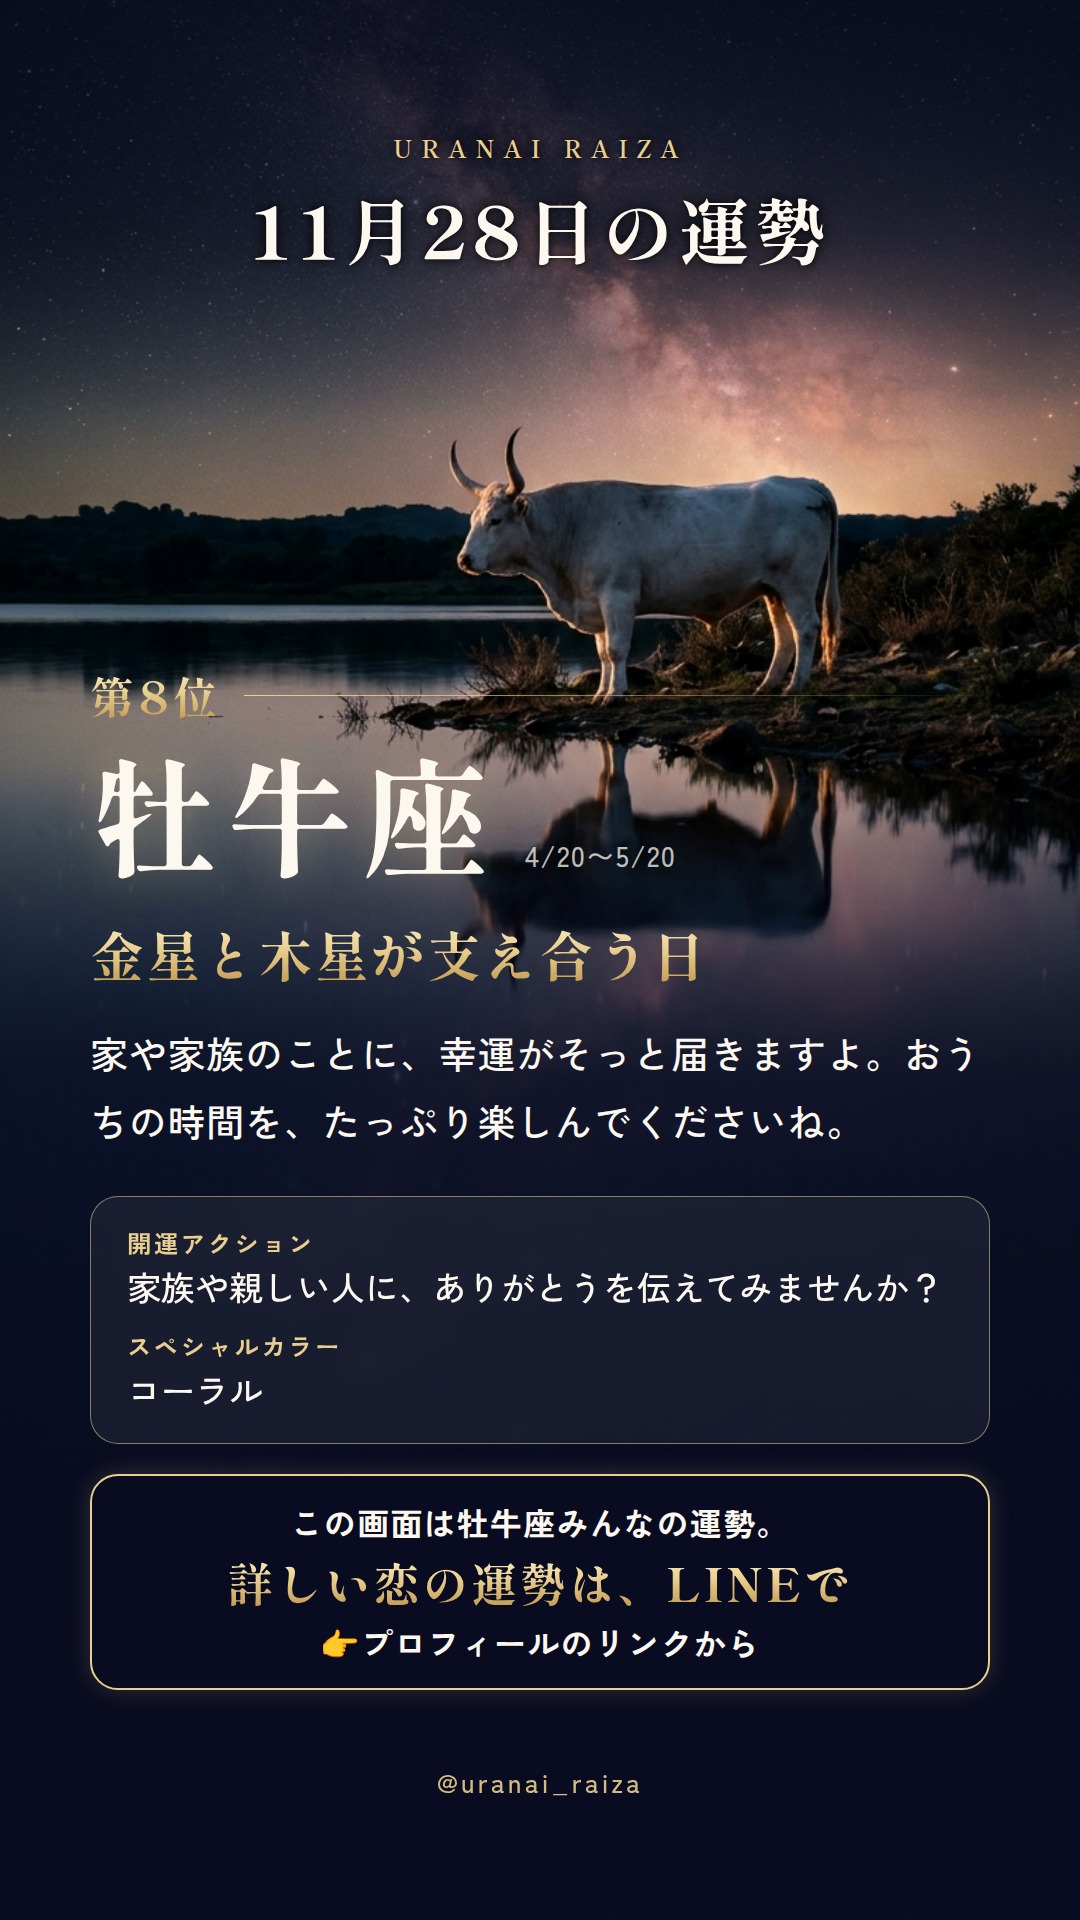 URANAI RAIZA
11月28日の運勢
第8位
牡牛座 4/20〜5/20
金星と木星が支え合う日
家や家族のことに、幸運がそっと届きますよ。おう
ちの時間を、たっぷり楽しんでくださいね。
開運アクション
家族や親しい人に、ありがとうを伝えてみませんか？
スペシャルカラー
コーラル
この画面は牡牛座みんなの運勢。
詳しい恋の運勢は、LINEで
👉プロフィールのリンクから
@uranai_raiza